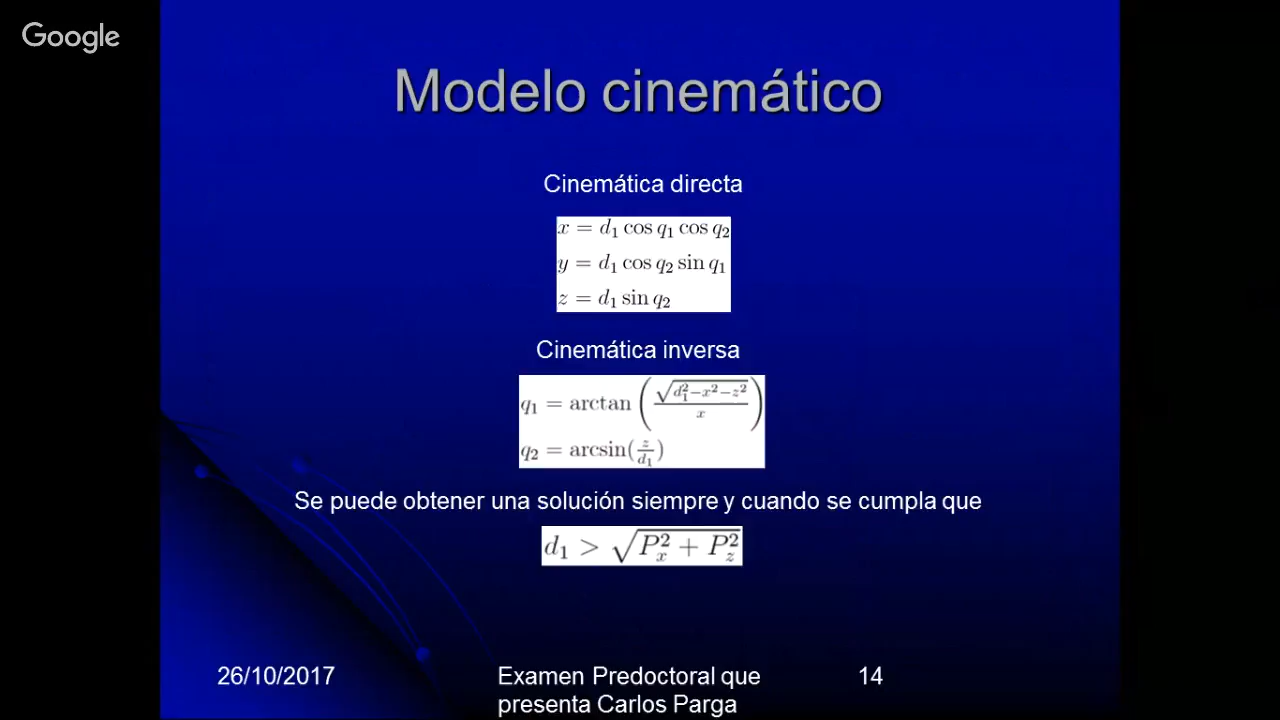 Google
Modelo cinemático
Cinemática directa
x = d₁ cos q₁ cos q₂
y = d₁ cos q₂ sin q₁
z = d₁ sin q₂
Cinemática inversa
q₁ = arctan (√(d₁²−x²−z²)/x)
q₂ = arcsin(z/d₁)
Se puede obtener una solución siempre y cuando se cumpla que
d₁ > √(Pₓ² + P_z²)
26/10/2017
Examen Predoctoral que
presenta Carlos Parga
14